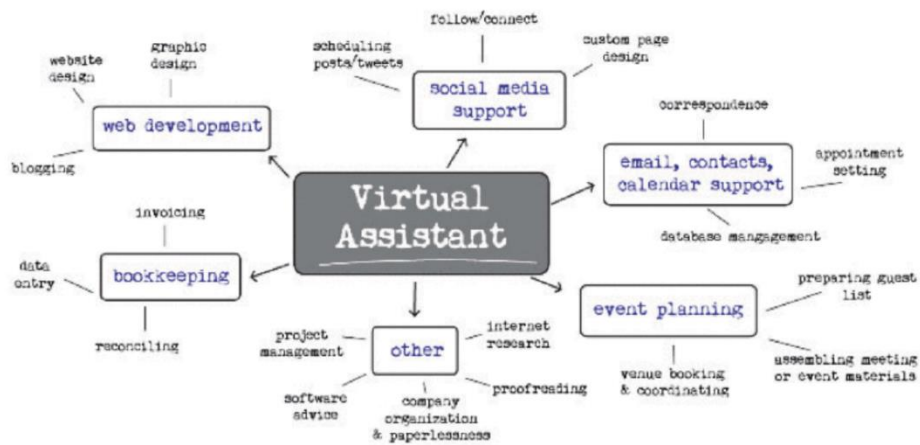 follow/connect
graphic
design
website
design
scheduling
posts/tweets
custom page
design
social media
support
web development
blogging
correspondence
email, contacts,
calendar support
appointment
setting
database mangagement
Virtual
Assistant
invoicing
data
entry
bookkeeping
reconciling
preparing guest
list
event planning
venue booking
& coordinating
assembling meeting
or event materials
project
management
internet
research
other
software
advice
company
organization
& paperlessness
proofreading